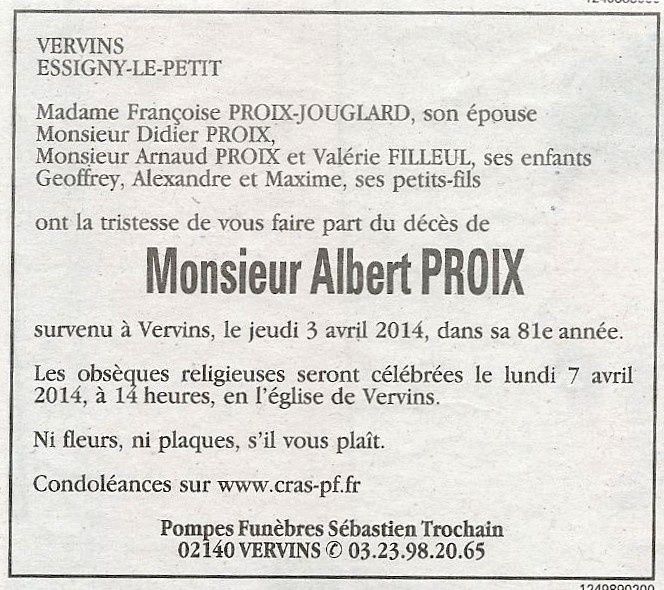 VERVINS
ESSIGNY-LE-PETIT
Madame Françoise PROIX-JOUGLARD, son épouse
Monsieur Didier PROIX,
Monsieur Arnaud PROIX et Valérie FILLEUL, ses enfants
Geoffrey, Alexandre et Maxime, ses petits-fils
ont la tristesse de vous faire part du décès de
Monsieur Albert PROIX
survenu à Vervins, le jeudi 3 avril 2014, dans sa 81e année.
Les obsèques religieuses seront célébrées le lundi 7 avril
2014, à 14 heures, en l'église de Vervins.
Ni fleurs, ni plaques, s'il vous plaît.
Condoléances sur www.cras-pf.fr
Pompes Funèbres Sébastien Trochain
02140 VERVINS ✆ 03.23.98.20.65